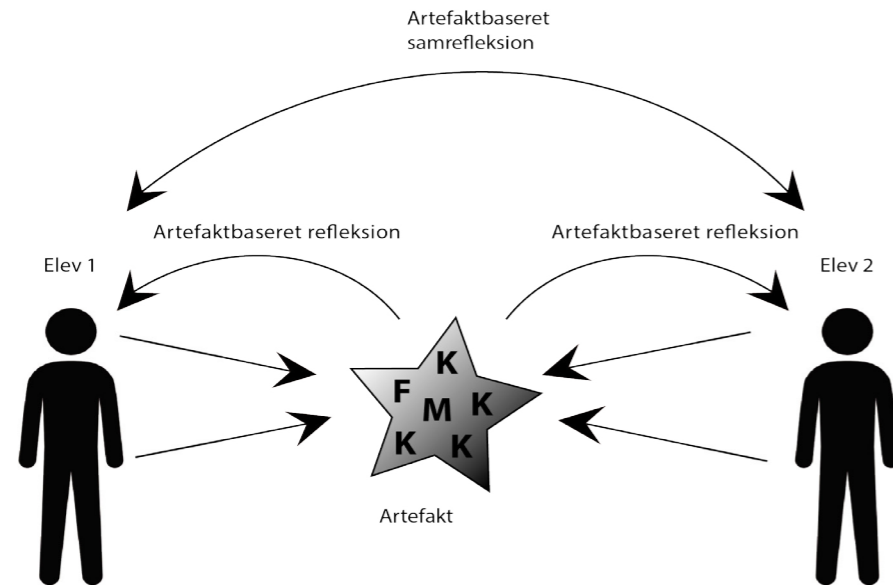 Artefaktbaseret
samrefleksion
Artefaktbaseret refleksion
Artefaktbaseret refleksion
Elev 1
Elev 2
K
F
M
K
K
K
Artefakt